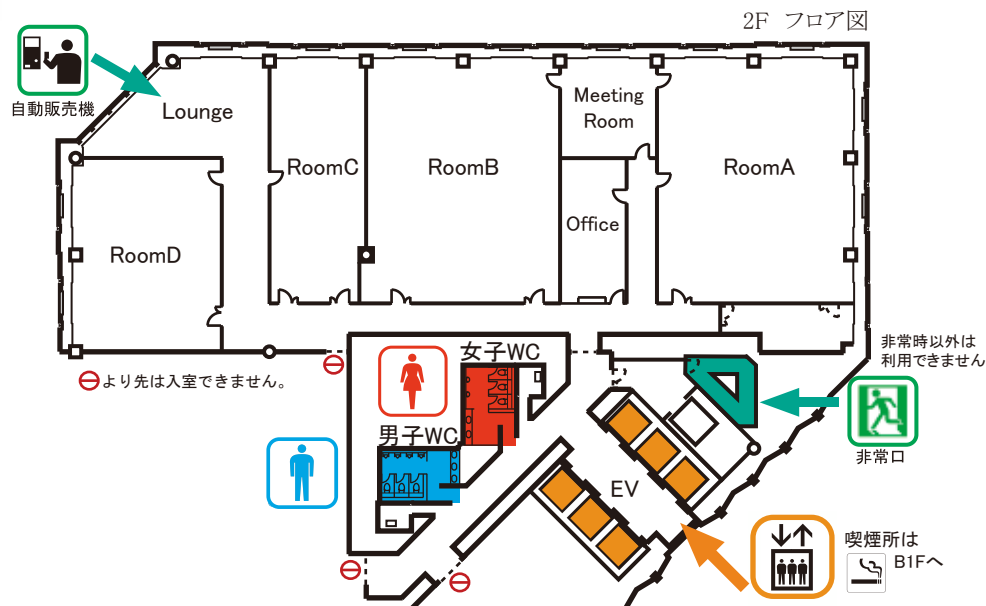 2F フロア図
自動販売機
Lounge
Meeting
Room
RoomC
RoomB
RoomA
Office
RoomD
非常時以外は
利用できません
女子WC
より先は入室できません。
男子WC
非常口
EV
喫煙所は
B1Fへ